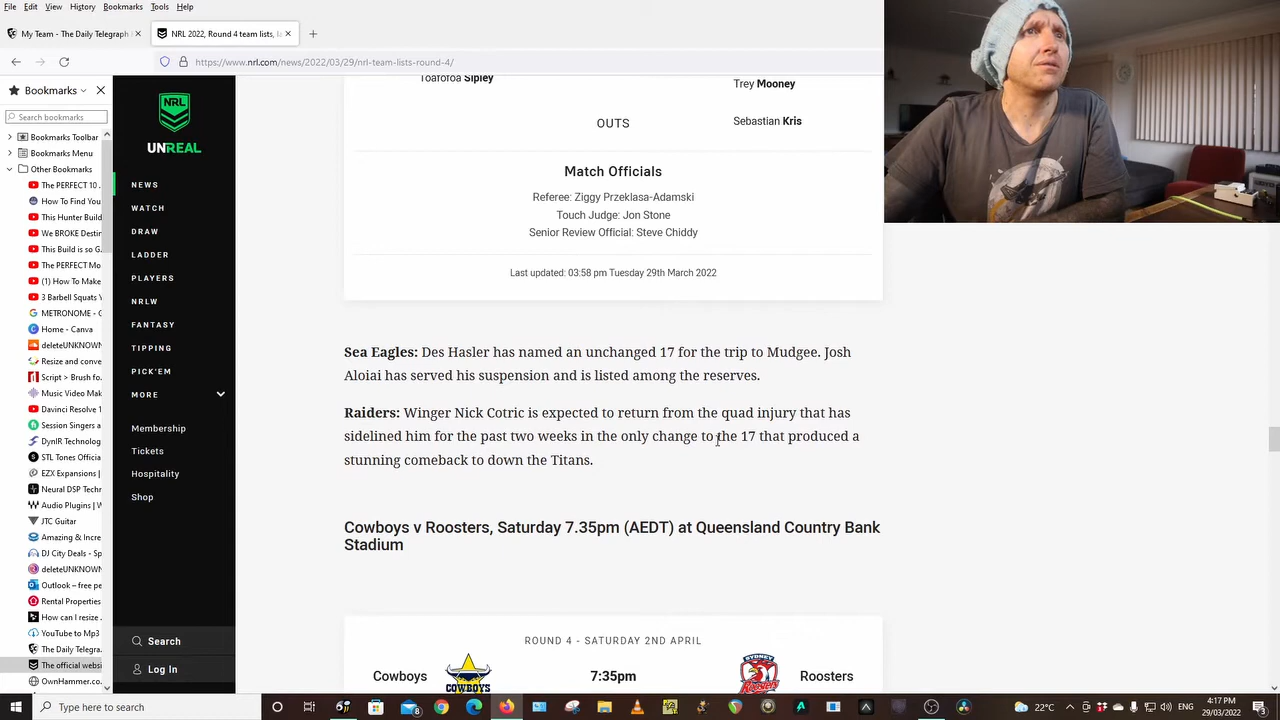 File Edit View History Bookmarks Tools Help
My Team - The Daily Telegraph
NRL 2022, Round 4 team lists, la
https://www.nrl.com/news/2022/03/29/nrl-team-lists-round-4/
Bookmarks
Search bookmarks
Bookmarks Toolbar
Bookmarks Menu
Other Bookmarks
The PERFECT 10 .
How To Find You
This Hunter Build
We BROKE Destin
This Build is so G.
The PERFECT Mo
(1) How To Make
3 Barbell Squats Y
METRONOME - G
Home - Canva
deleteUNKNOWN
Resize and conve
Script > Brush fo.
Music Video Mak
Davinci Resolve 1
Session Singers a
DynIR Technolog
STL Tones Officia
EZX Expansions |
Neural DSP Techr
Audio Plugins | W
JTC Guitar
Amazing & Incre
DJ City Deals - Sp
deleteUNKNOWN
Outlook – free pe
Rental Properties
How can I resize .
YouTube to Mp3
The Daily Telegra.
The official websi
OwnHammer.co.
NRL
UNREAL
NEWS
WATCH
DRAW
LADDER
PLAYERS
NRLW
FANTASY
TIPPING
PICK'EM
MORE
Membership
Tickets
Hospitality
Shop
Search
Log In
Toafofoa Sipley
Trey Mooney
OUTS
Sebastian Kris
Match Officials
Referee: Ziggy Przeklasa-Adamski
Touch Judge: Jon Stone
Senior Review Official: Steve Chiddy
Last updated: 03:58 pm Tuesday 29th March 2022
Sea Eagles: Des Hasler has named an unchanged 17 for the trip to Mudgee. Josh
Aloiai has served his suspension and is listed among the reserves.
Raiders: Winger Nick Cotric is expected to return from the quad injury that has
sidelined him for the past two weeks in the only change to the 17 that produced a
stunning comeback to down the Titans.
Cowboys v Roosters, Saturday 7.35pm (AEDT) at Queensland Country Bank
Stadium
ROUND 4 - SATURDAY 2ND APRIL
Cowboys
COWBOYS
7:35pm
Roosters
Type here to search
22°C
4:17 PM
29/03/2022